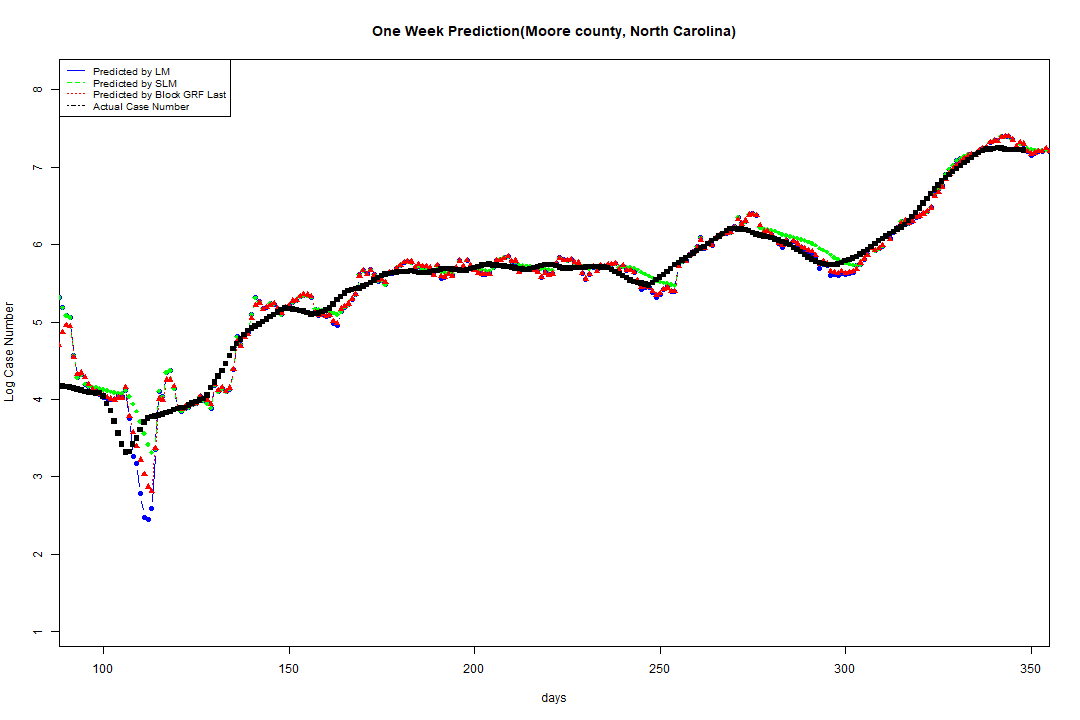 One Week Prediction(Moore county, North Carolina)
Predicted by LM
Predicted by SLM
Predicted by Block GRF Last
Actual Case Number
8
7
6
5
4
3
2
1
Log Case Number
100 150 200 250 300 350
days